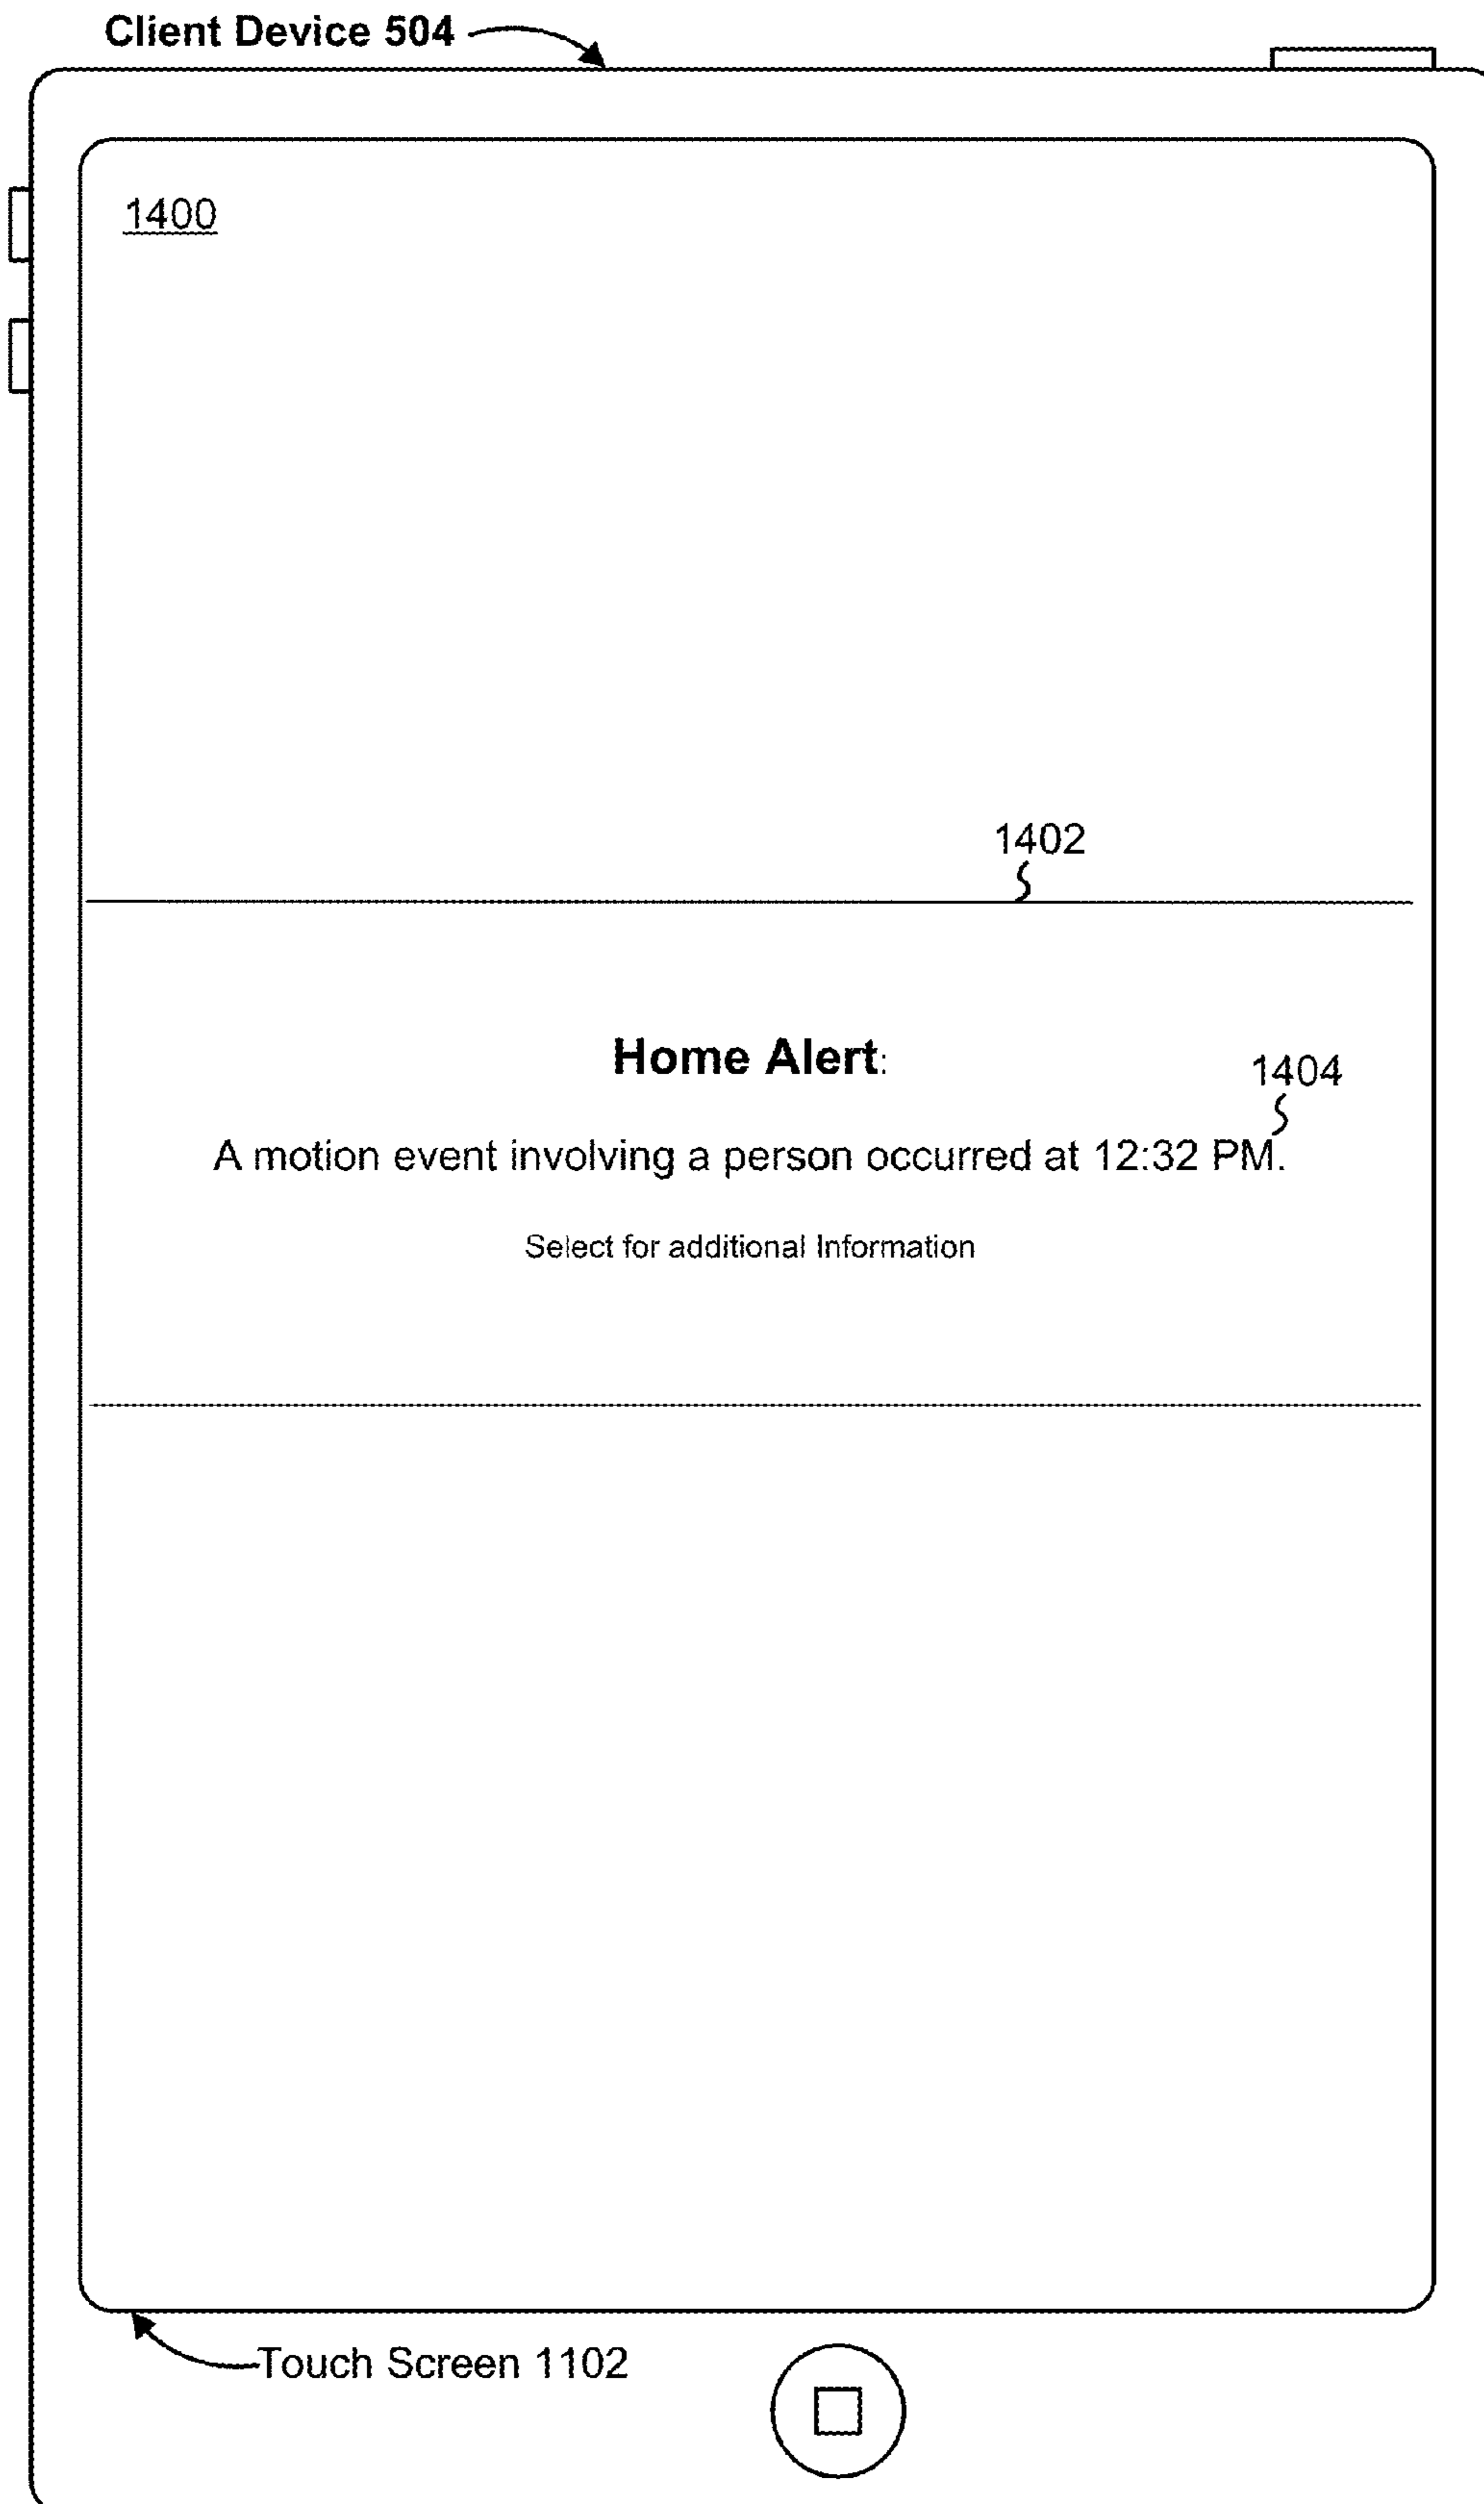 Client Device 504
1400
1402
Home Alert:
1404
A motion event involving a person occurred at 12:32 PM.
Select for additional Information
Touch Screen 1102